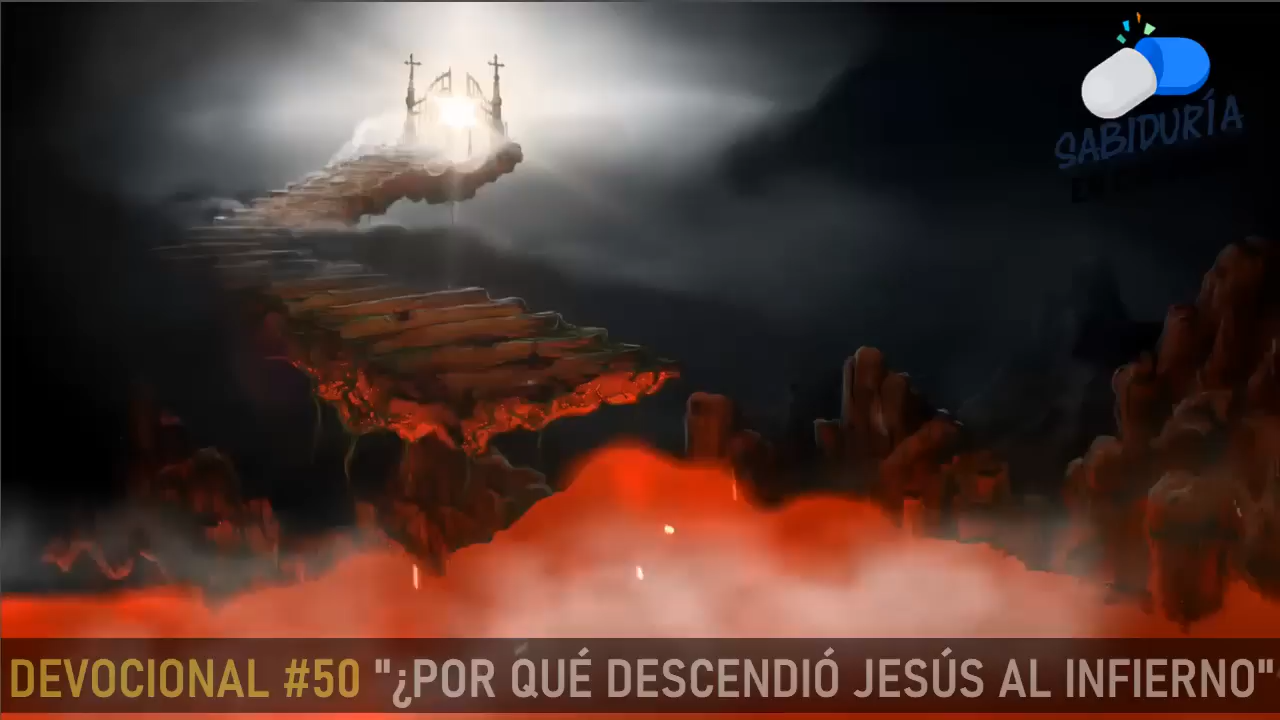 SABIDURÍA
DEVOCIONAL #50 "¿POR QUÉ DESCENDIÓ JESÚS AL INFIERNO"